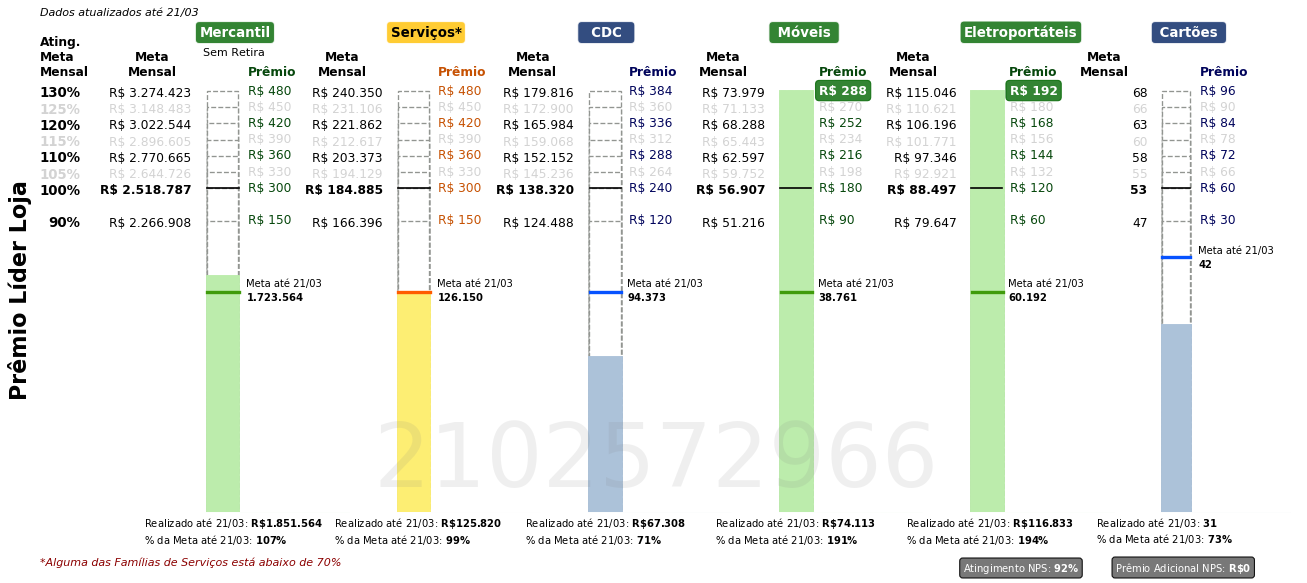 Dados atualizados até 21/03
Mercantil Serviços* CDC Móveis Eletroportáteis Cartões
Sem Retira
Ating. Meta Mensal Meta Mensal Prêmio Meta Mensal Prêmio Meta Mensal Prêmio Meta Mensal Prêmio Meta Mensal Prêmio Meta Mensal Prêmio
130% R$ 3.274.423 R$ 480 R$ 240.350 R$ 480 R$ 179.816 R$ 384 R$ 73.979 R$ 288 R$ 115.046 R$ 192 68 R$ 96
125% R$ 3.148.483 R$ 450 R$ 231.106 R$ 450 R$ 172.900 R$ 360 R$ 71.133 R$ 270 R$ 110.621 R$ 180 66 R$ 90
120% R$ 3.022.544 R$ 420 R$ 221.862 R$ 420 R$ 165.984 R$ 336 R$ 68.288 R$ 252 R$ 106.196 R$ 168 63 R$ 84
115% R$ 2.896.605 R$ 390 R$ 212.617 R$ 390 R$ 159.068 R$ 312 R$ 65.443 R$ 234 R$ 101.771 R$ 156 60 R$ 78
110% R$ 2.770.665 R$ 360 R$ 203.373 R$ 360 R$ 152.152 R$ 288 R$ 62.597 R$ 216 R$ 97.346 R$ 144 58 R$ 72
105% R$ 2.644.726 R$ 330 R$ 194.129 R$ 330 R$ 145.236 R$ 264 R$ 59.752 R$ 198 R$ 92.921 R$ 132 55 R$ 66
100% R$ 2.518.787 R$ 300 R$ 184.885 R$ 300 R$ 138.320 R$ 240 R$ 56.907 R$ 180 R$ 88.497 R$ 120 53 R$ 60
90% R$ 2.266.908 R$ 150 R$ 166.396 R$ 150 R$ 124.488 R$ 120 R$ 51.216 R$ 90 R$ 79.647 R$ 60 47 R$ 30
Prêmio Líder Loja
Meta até 21/03 Meta até 21/03 Meta até 21/03 Meta até 21/03 Meta até 21/03 Meta até 21/03
1.723.564 126.150 94.373 38.761 60.192 42
2102572966
Realizado até 21/03: R$1.851.564 Realizado até 21/03: R$125.820 Realizado até 21/03: R$67.308 Realizado até 21/03: R$74.113 Realizado até 21/03: R$116.833 Realizado até 21/03: 31
% da Meta até 21/03: 107% % da Meta até 21/03: 99% % da Meta até 21/03: 71% % da Meta até 21/03: 191% % da Meta até 21/03: 194% % da Meta até 21/03: 73%
*Alguma das Famílias de Serviços está abaixo de 70%
Atingimento NPS: 92% Prêmio Adicional NPS: R$0